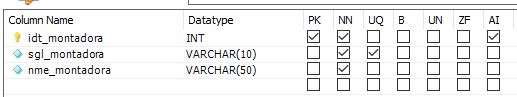 Column Name Datatype PK NN UQ B UN ZF AI
idt_montadora INT
sgl_montadora VARCHAR(10)
nme_montadora VARCHAR(50)